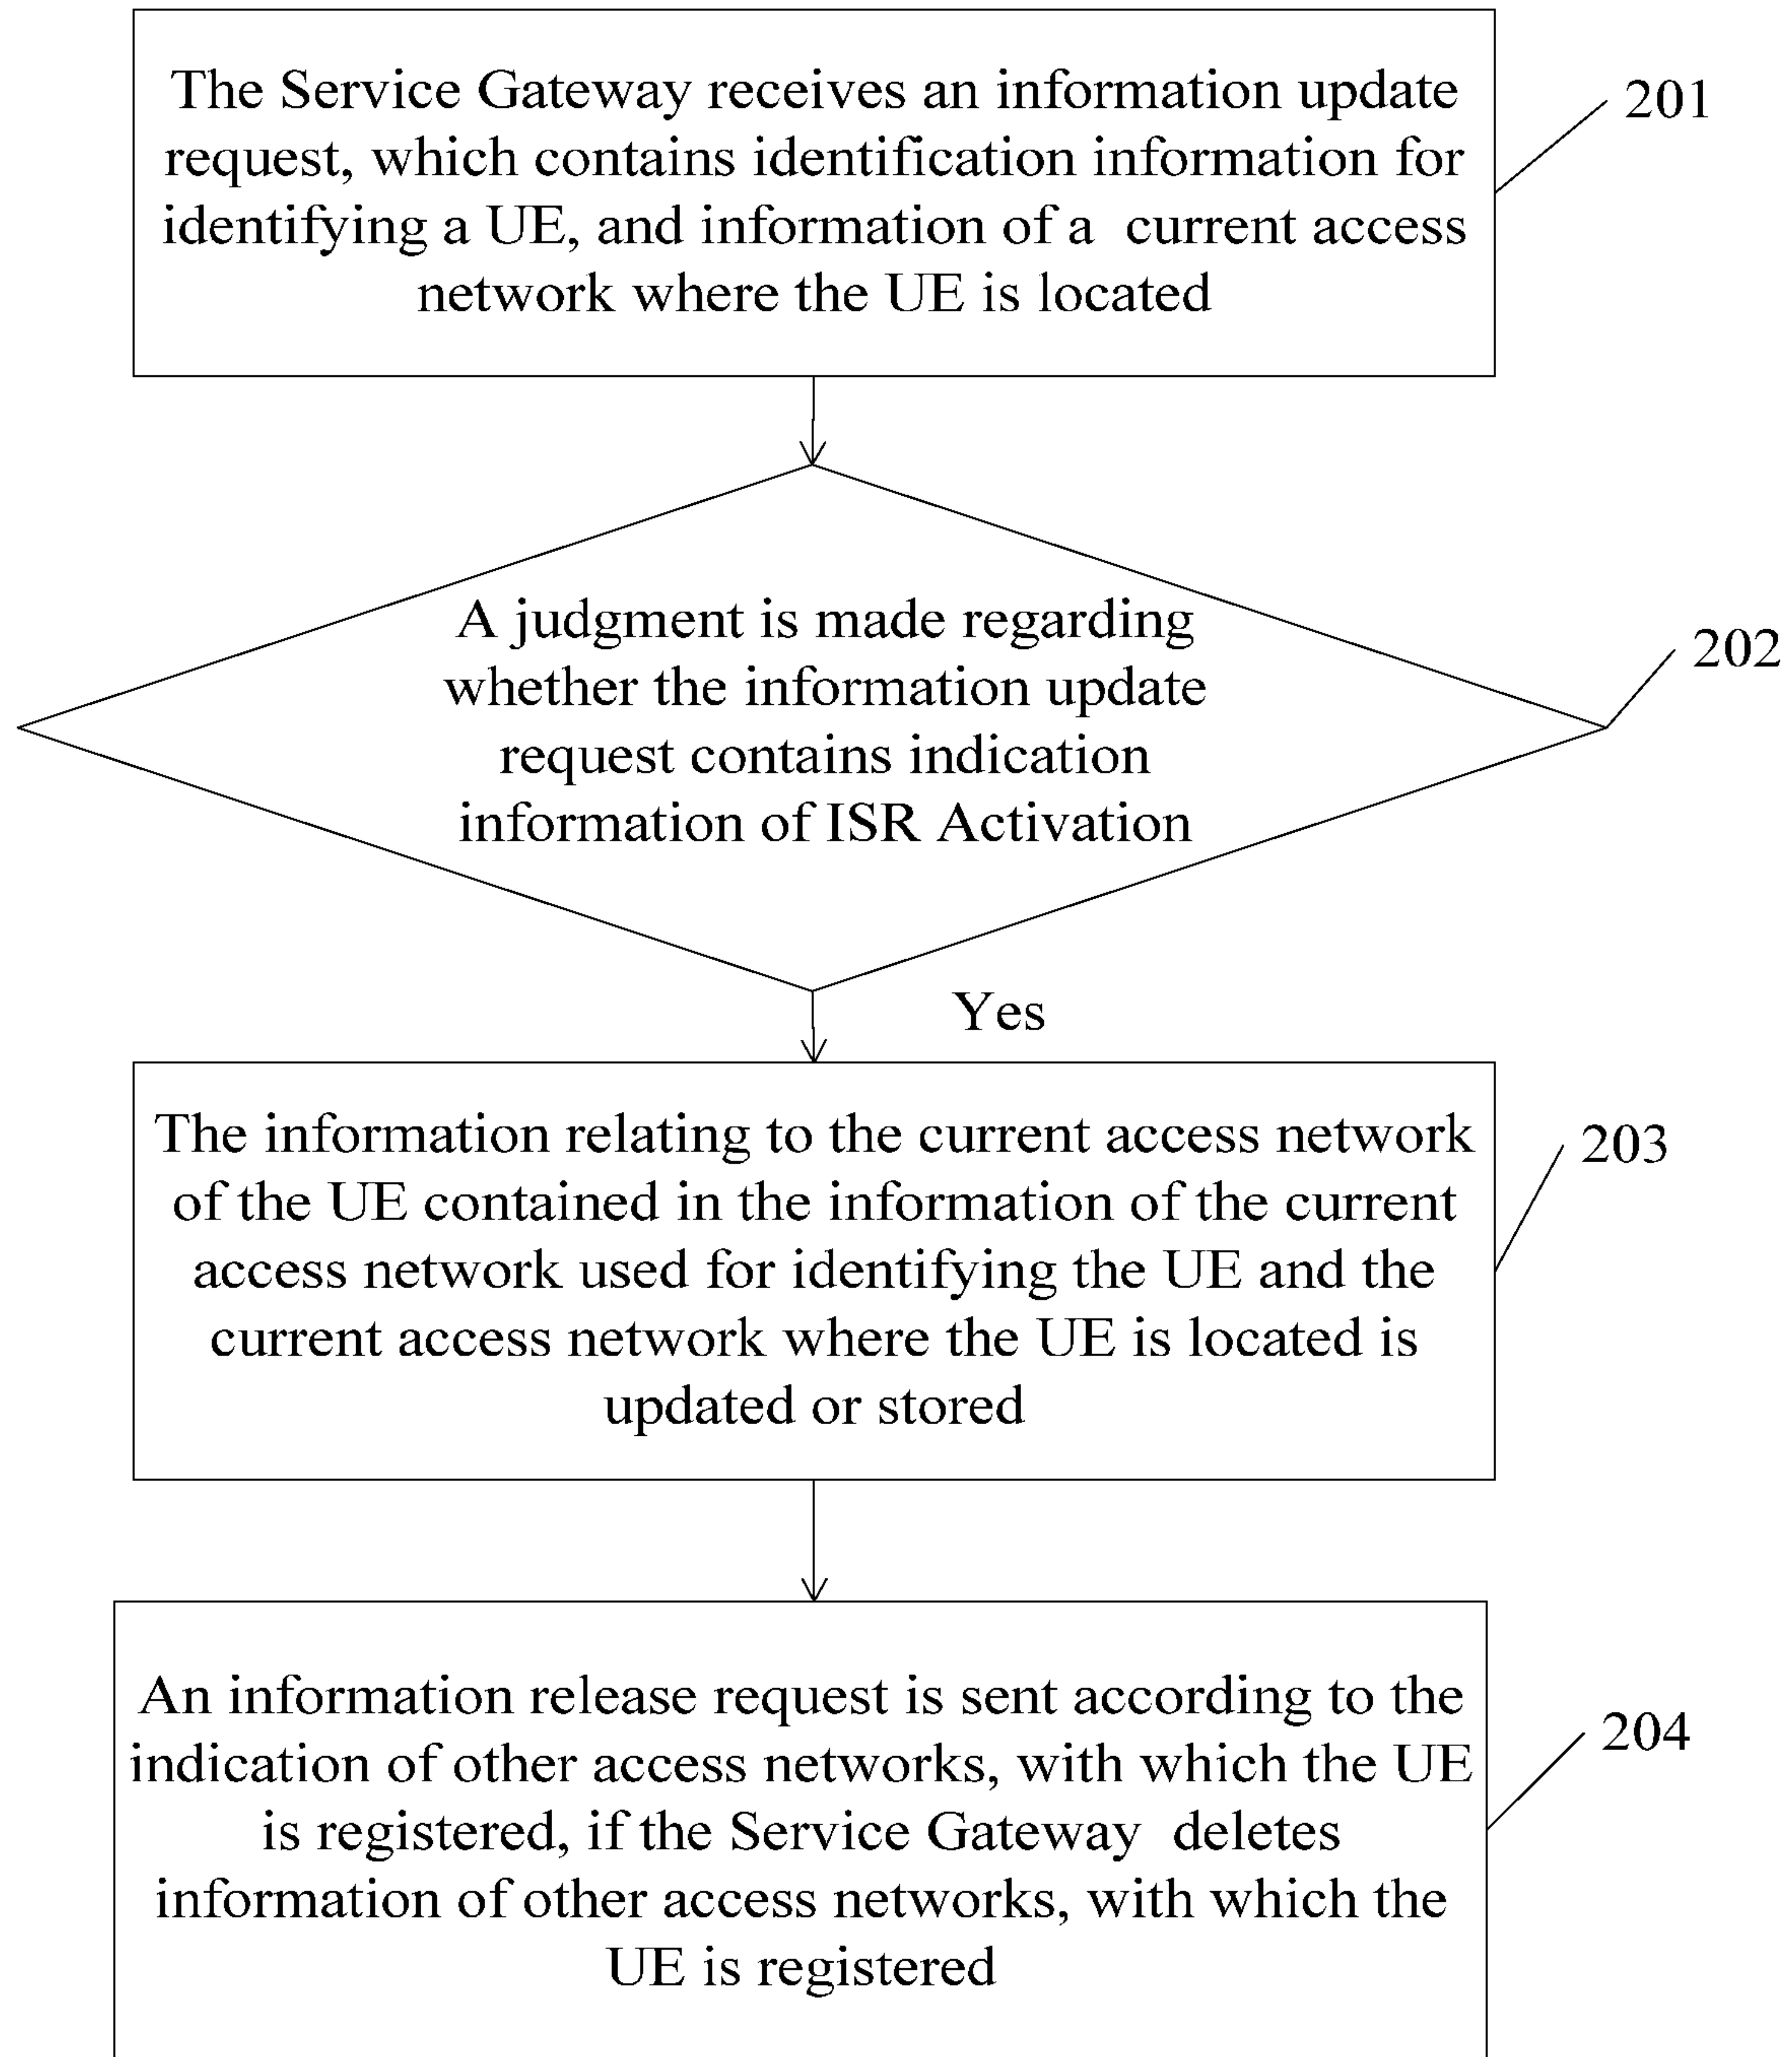 The Service Gateway receives an information update
request, which contains identification information for
identifying a UE, and information of a current access
network where the UE is located
201
A judgment is made regarding
whether the information update
request contains indication
information of ISR Activation
202
Yes
The information relating to the current access network
of the UE contained in the information of the current
access network used for identifying the UE and the
current access network where the UE is located is
updated or stored
203
An information release request is sent according to the
indication of other access networks, with which the UE
is registered, if the Service Gateway deletes
information of other access networks, with which the
UE is registered
204